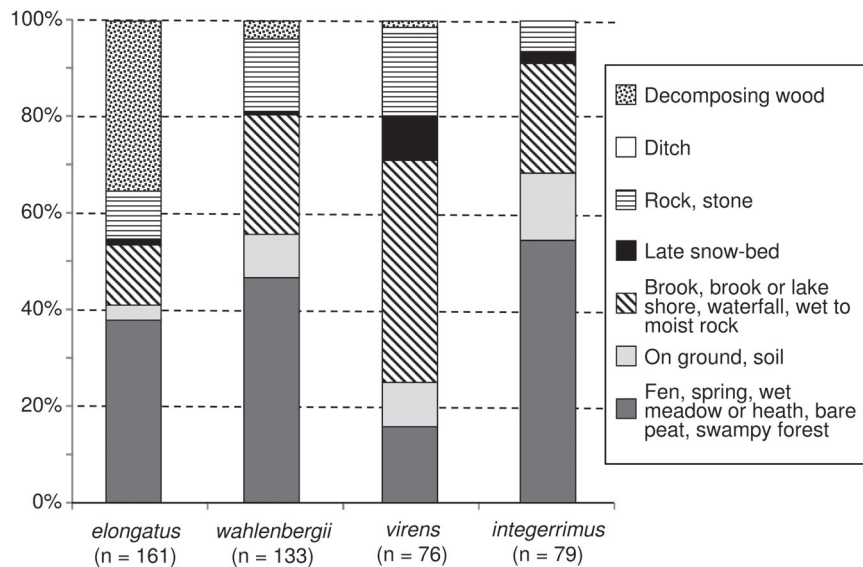 100%
80%
60%
40%
20%
0%
elongatus
(n = 161)
wahlenbergii
(n = 133)
virens
(n = 76)
integerrimus
(n = 79)
Decomposing wood
Ditch
Rock, stone
Late snow-bed
Brook, brook or lake
shore, waterfall, wet to
moist rock
On ground, soil
Fen, spring, wet
meadow or heath, bare
peat, swampy forest